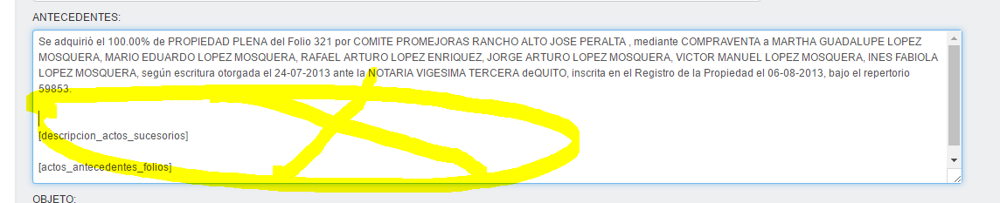 ANTECEDENTES:
Se adquirió el 100.00% de PROPIEDAD PLENA del Folio 321 por COMITE PROMEJORAS RANCHO ALTO JOSE PERALTA , mediante COMPRAVENTA a MARTHA GUADALUPE LOPEZ
MOSQUERA, MARIO EDUARDO LOPEZ MOSQUERA, RAFAEL ARTURO LOPEZ ENRIQUEZ, JORGE ARTURO LOPEZ MOSQUERA, VICTOR MANUEL LOPEZ MOSQUERA, INES FABIOLA
LOPEZ MOSQUERA, según escritura otorgada el 24-07-2013 ante la NOTARIA VIGESIMA TERCERA deQUITO, inscrita en el Registro de la Propiedad el 06-08-2013, bajo el repertorio
59853.
[descripcion_actos_sucesorios]
[actos_antecedentes_folios]
OBJETO: